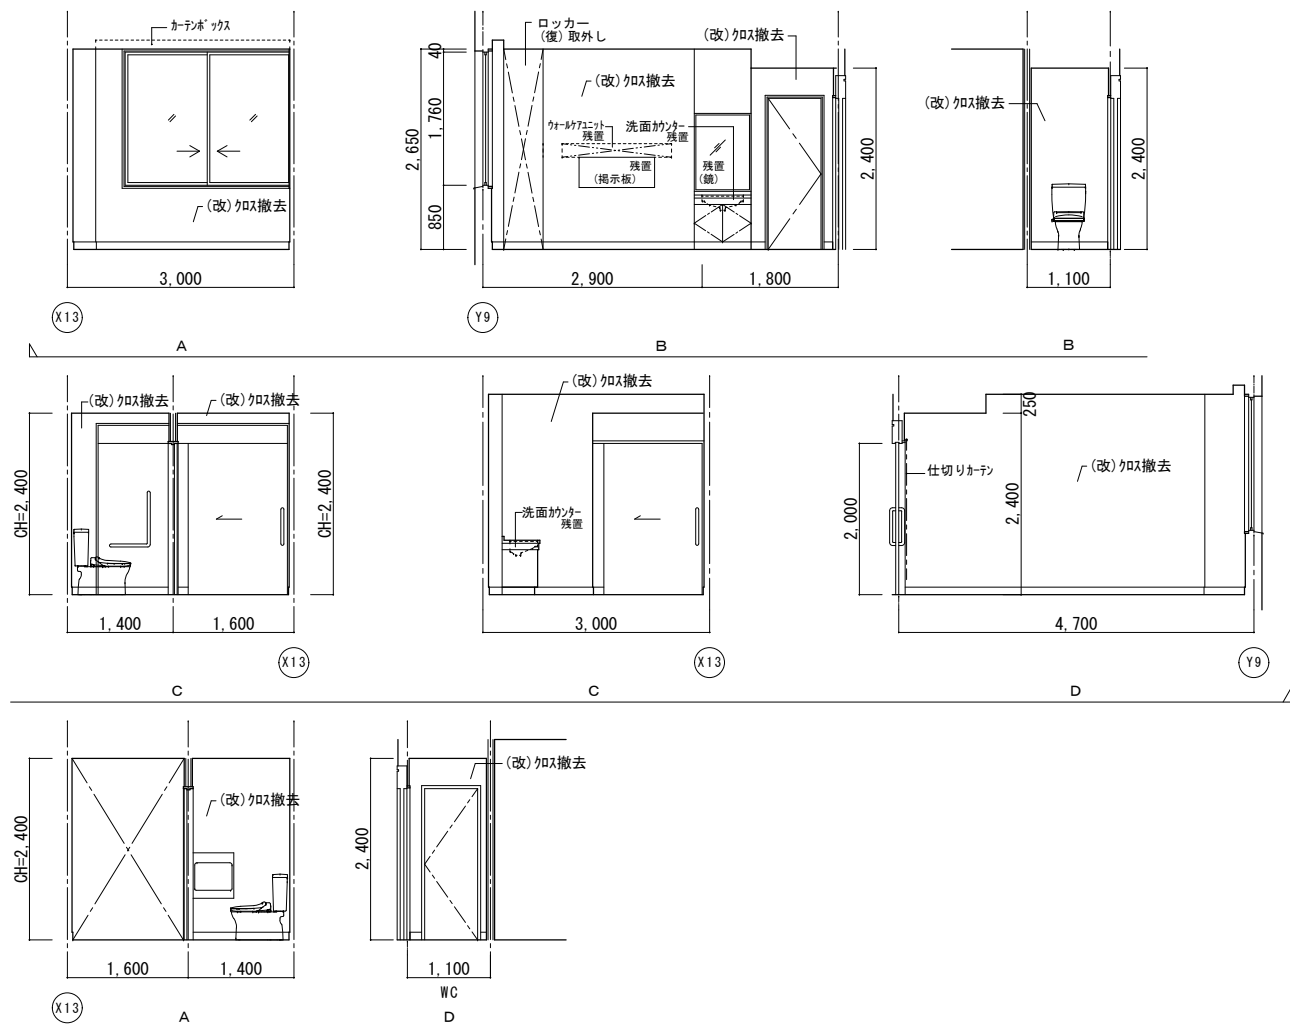 カーテンボックス
(改)クロス撤去
3,000
X13
A
ロッカー
(復)取外し
(改)クロス撤去
(改)クロス撤去
ウォールケアユニット
残置
洗面カウンター
残置
残置
(掲示板)
残置
(鏡)
40
1,760
2,650
850
2,400
2,900
1,800
Y9
B
(改)クロス撤去
2,400
1,100
B
(改)クロス撤去
(改)クロス撤去
CH=2,400
CH=2,400
1,400
1,600
X13
C
(改)クロス撤去
洗面カウンター
残置
3,000
X13
C
250
仕切りカーテン
(改)クロス撤去
2,000
2,400
4,700
Y9
D
(改)クロス撤去
CH=2,400
1,600
1,400
X13
A
(改)クロス撤去
2,400
1,100
WC
D